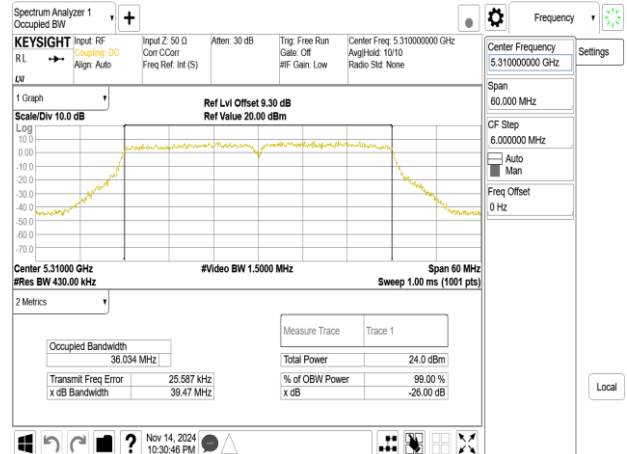 Spectrum Analyzer 1
Occupied BW
Frequency
KEYSIGHT
RL
Input: RF
Coupling: DC
Align: Auto
Input Z: 50 Ω
Corr CCorr
Freq Ref: Int (S)
Atten: 30 dB
Trig: Free Run
Gate: Off
#IF Gain: Low
Center Freq: 5.310000000 GHz
Avg|Hold: 10/10
Radio Std: None
Center Frequency
5.310000000 GHz
Settings
Span
60.000 MHz
CF Step
6.000000 MHz
Auto
Man
Freq Offset
0 Hz
1 Graph
Scale/Div 10.0 dB
Ref Lvl Offset 9.30 dB
Ref Value 20.00 dBm
Log
10.0
0.00
-10.0
-20.0
-30.0
-40.0
-50.0
-60.0
-70.0
Center 5.31000 GHz
#Res BW 430.00 kHz
#Video BW 1.5000 MHz
Span 60 MHz
Sweep 1.00 ms (1001 pts)
2 Metrics
Measure Trace
Trace 1
Occupied Bandwidth
36.034 MHz
Total Power
24.0 dBm
Transmit Freq Error
25.587 kHz
% of OBW Power
99.00 %
x dB Bandwidth
39.47 MHz
x dB
-26.00 dB
Local
?
Nov 14, 2024
10:30:46 PM